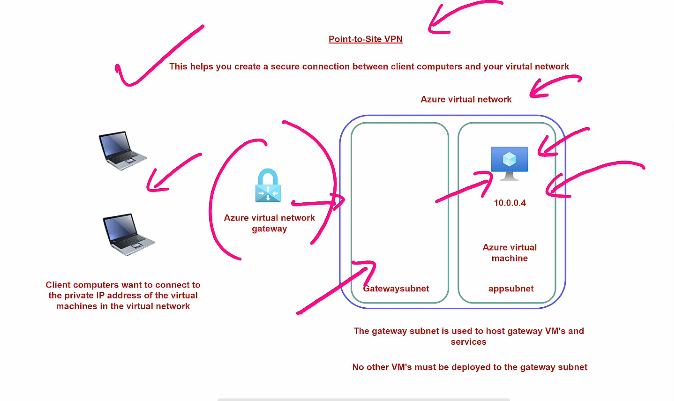 Point-to-Site VPN
This helps you create a secure connection between client computers and your virutal network
Azure virtual network
10.0.0.4
Azure virtual network
gateway
Azure virtual
machine
Client computers want to connect to
the private IP address of the virtual
machines in the virtual network
Gatewaysubnet
appsubnet
The gateway subnet is used to host gateway VM's and
services
No other VM's must be deployed to the gateway subnet